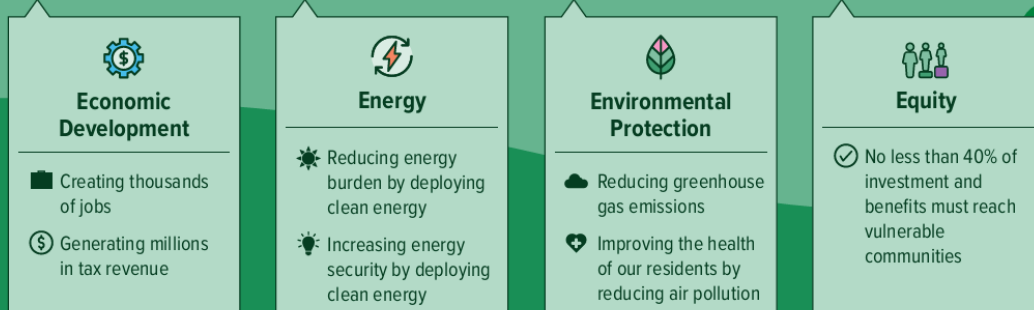 Economic
Development
Creating thousands
of jobs
Generating millions
in tax revenue
Energy
Reducing energy
burden by deploying
clean energy
Increasing energy
security by deploying
clean energy
Environmental
Protection
Reducing greenhouse
gas emissions
Improving the health
of our residents by
reducing air pollution
Equity
No less than 40% of
investment and
benefits must reach
vulnerable
communities